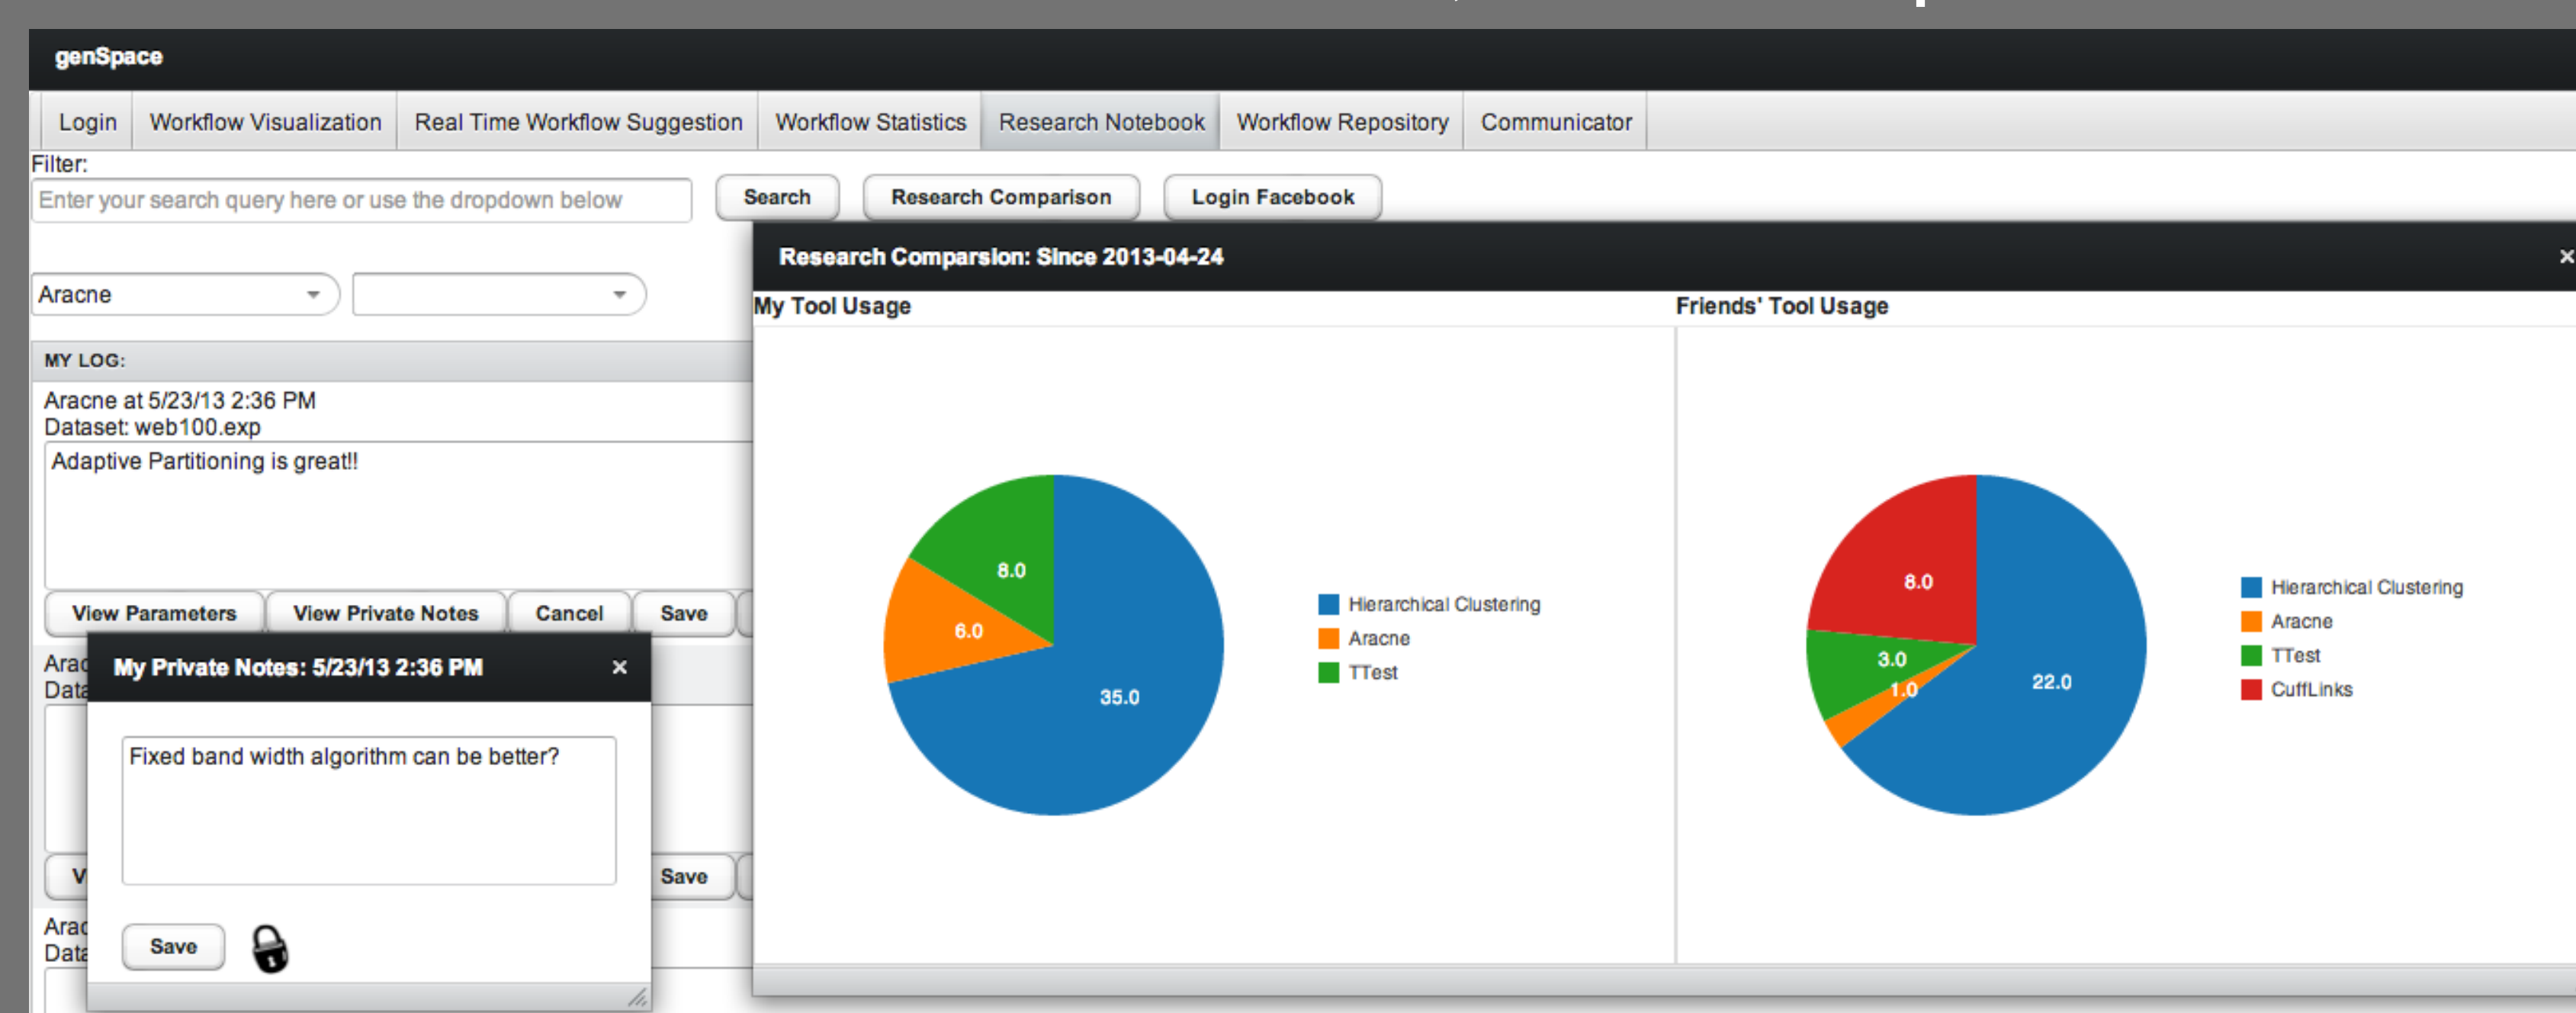 genSpace
Login Workflow Visualization Real Time Workflow Suggestion Workflow Statistics Research Notebook Workflow Repository Communicator
Filter:
Enter your search query here or use the dropdown below Search Research Comparison Login Facebook
Aracne
MY LOG:
Aracne at 5/23/13 2:36 PM
Dataset: web100.exp
Adaptive Partitioning is great!!
View Parameters View Private Notes Cancel Save
My Private Notes: 5/23/13 2:36 PM ×
Fixed band width algorithm can be better?
Save
Save
Research Comparsion: Since 2013-04-24 ×
My Tool Usage
8.0
6.0
35.0
Hierarchical Clustering
Aracne
TTest
Friends' Tool Usage
8.0
3.0
1.0
22.0
Hierarchical Clustering
Aracne
TTest
CuffLinks